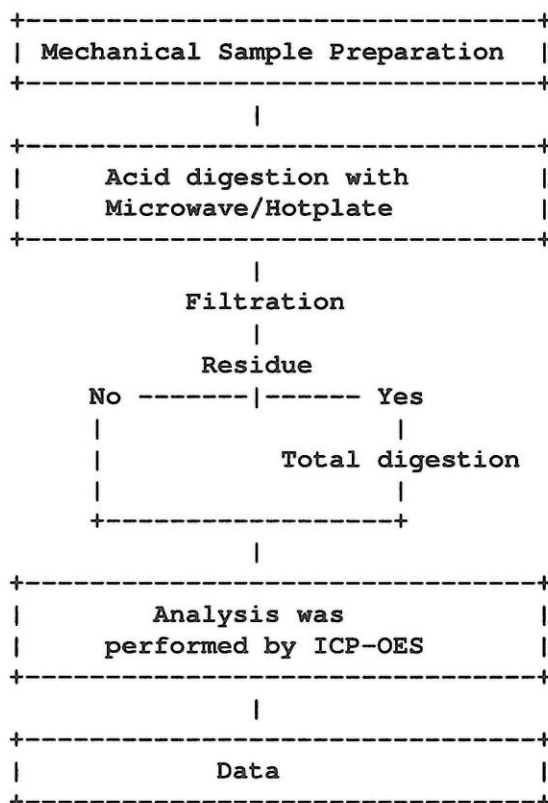 Mechanical Sample Preparation
Acid digestion with
Microwave/Hotplate
Filtration
Residue
No
Yes
Total digestion
Analysis was
performed by ICP-OES
Data